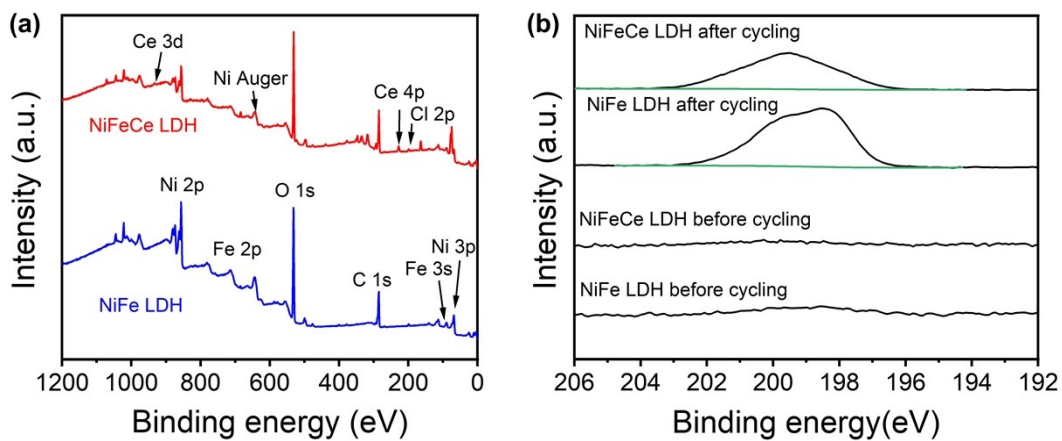 (a)
Ce 3d
Ni Auger
Ce 4p
Cl 2p
NiFeCe LDH
Ni 2p
O 1s
Fe 2p
C 1s
Ni 3p
Fe 3s
NiFe LDH
Intensity (a.u.)
1200 1000 800 600 400 200 0
Binding energy (eV)
(b)
NiFeCe LDH after cycling
NiFe LDH after cycling
NiFeCe LDH before cycling
NiFe LDH before cycling
Intensity (a.u.)
206 204 202 200 198 196 194 192
Binding energy(eV)